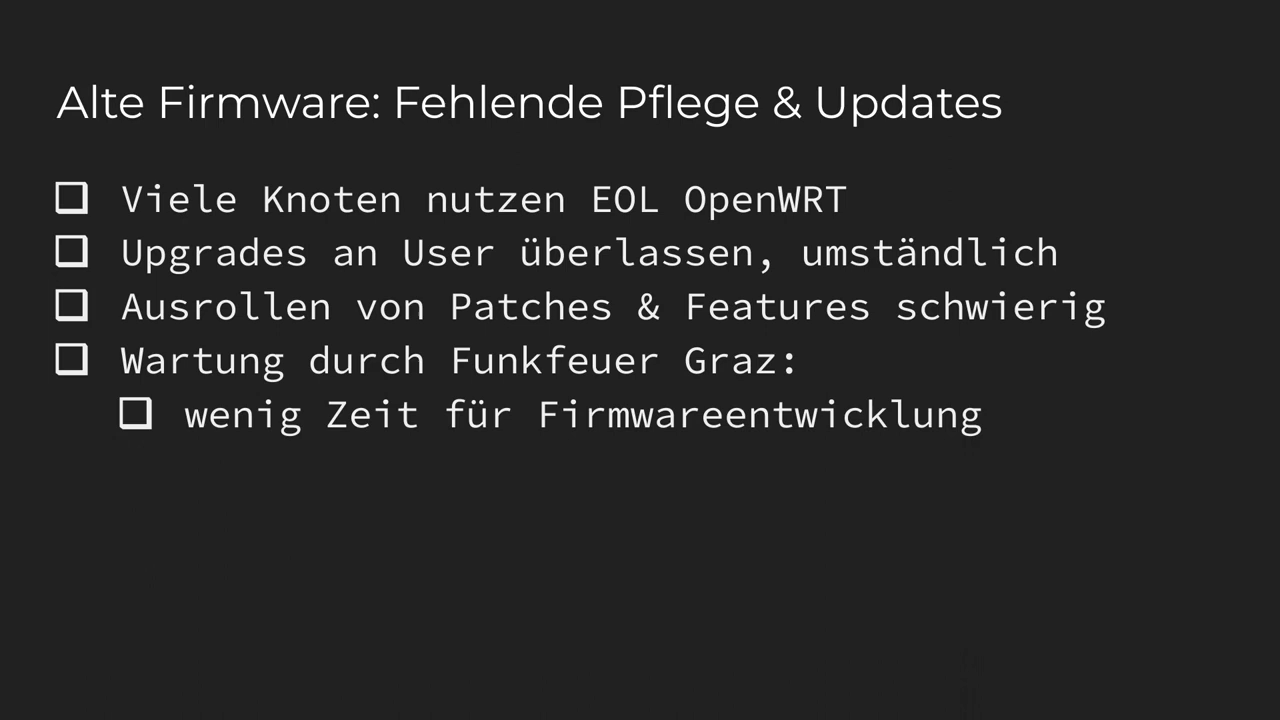 Alte Firmware: Fehlende Pflege & Updates
Viele Knoten nutzen EOL OpenWRT
Upgrades an User überlassen, umständlich
Ausrollen von Patches & Features schwierig
Wartung durch Funkfeuer Graz:
wenig Zeit für Firmwareentwicklung